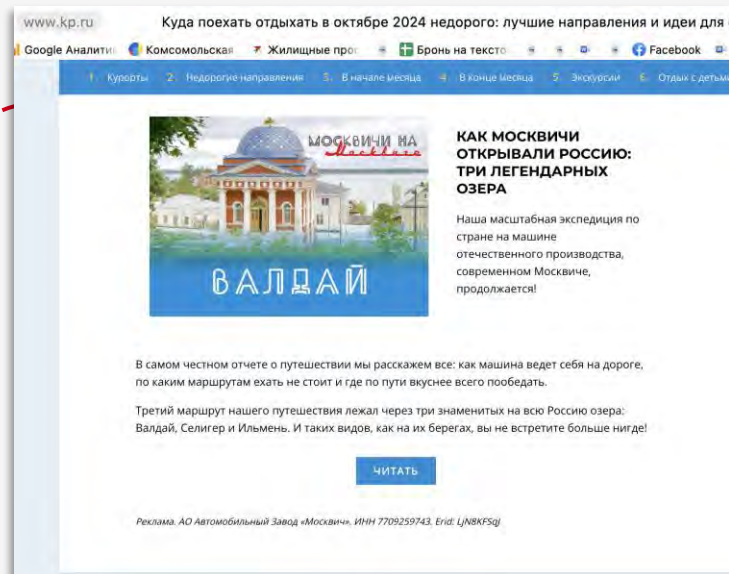 www.kp.ru Куда поехать отдыхать в октябре 2024 недорого: лучшие направления и идеи для
Google Аналити Комсомольская Жилищные про Бронь на тексто Facebook
1. Курорты 2. Недорогие направления 3. В начале месяца 4. В конце месяца 5. Экскурсии 6. Отдых с детьми
МОСКВИЧИ НА
Москвиче
ВАЛДАЙ
КАК МОСКВИЧИ
ОТКРЫВАЛИ РОССИЮ:
ТРИ ЛЕГЕНДАРНЫХ
ОЗЕРА
Наша масштабная экспедиция по
стране на машине
отечественного производства,
современном Москвиче,
продолжается!
В самом честном отчете о путешествии мы расскажем все: как машина ведет себя на дороге,
по каким маршрутам ехать не стоит и где по пути вкуснее всего пообедать.
Третий маршрут нашего путешествия лежал через три знаменитых на всю Россию озера:
Валдай, Селигер и Ильмень. И таких видов, как на их берегах, вы не встретите больше нигде!
ЧИТАТЬ
Реклама. АО Автомобильный Завод «Москвич». ИНН 7709259743. Erid: LjN8KFSqJ